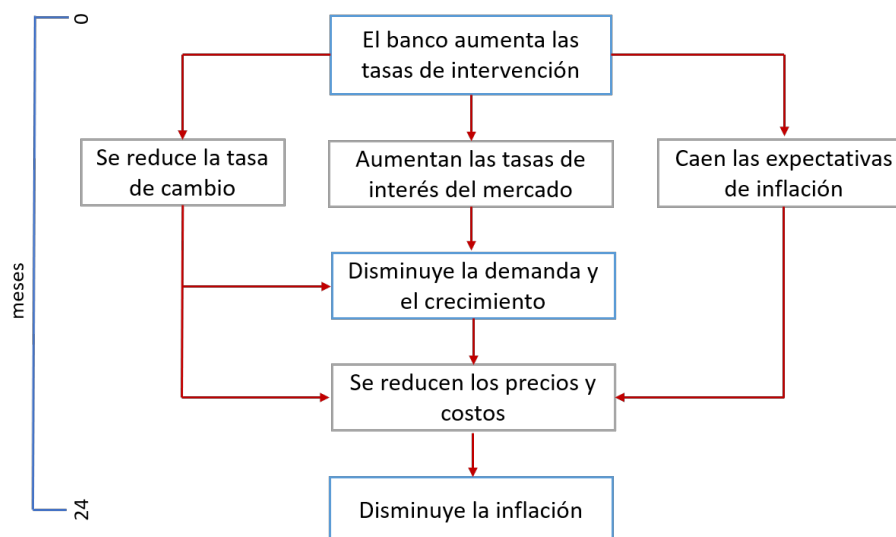 0
El banco aumenta las
tasas de intervención
Se reduce la tasa
de cambio
Aumentan las tasas de
interés del mercado
Caen las expectativas
de inflación
meses
Disminuye la demanda y
el crecimiento
Se reducen los precios y
costos
24
Disminuye la inflación